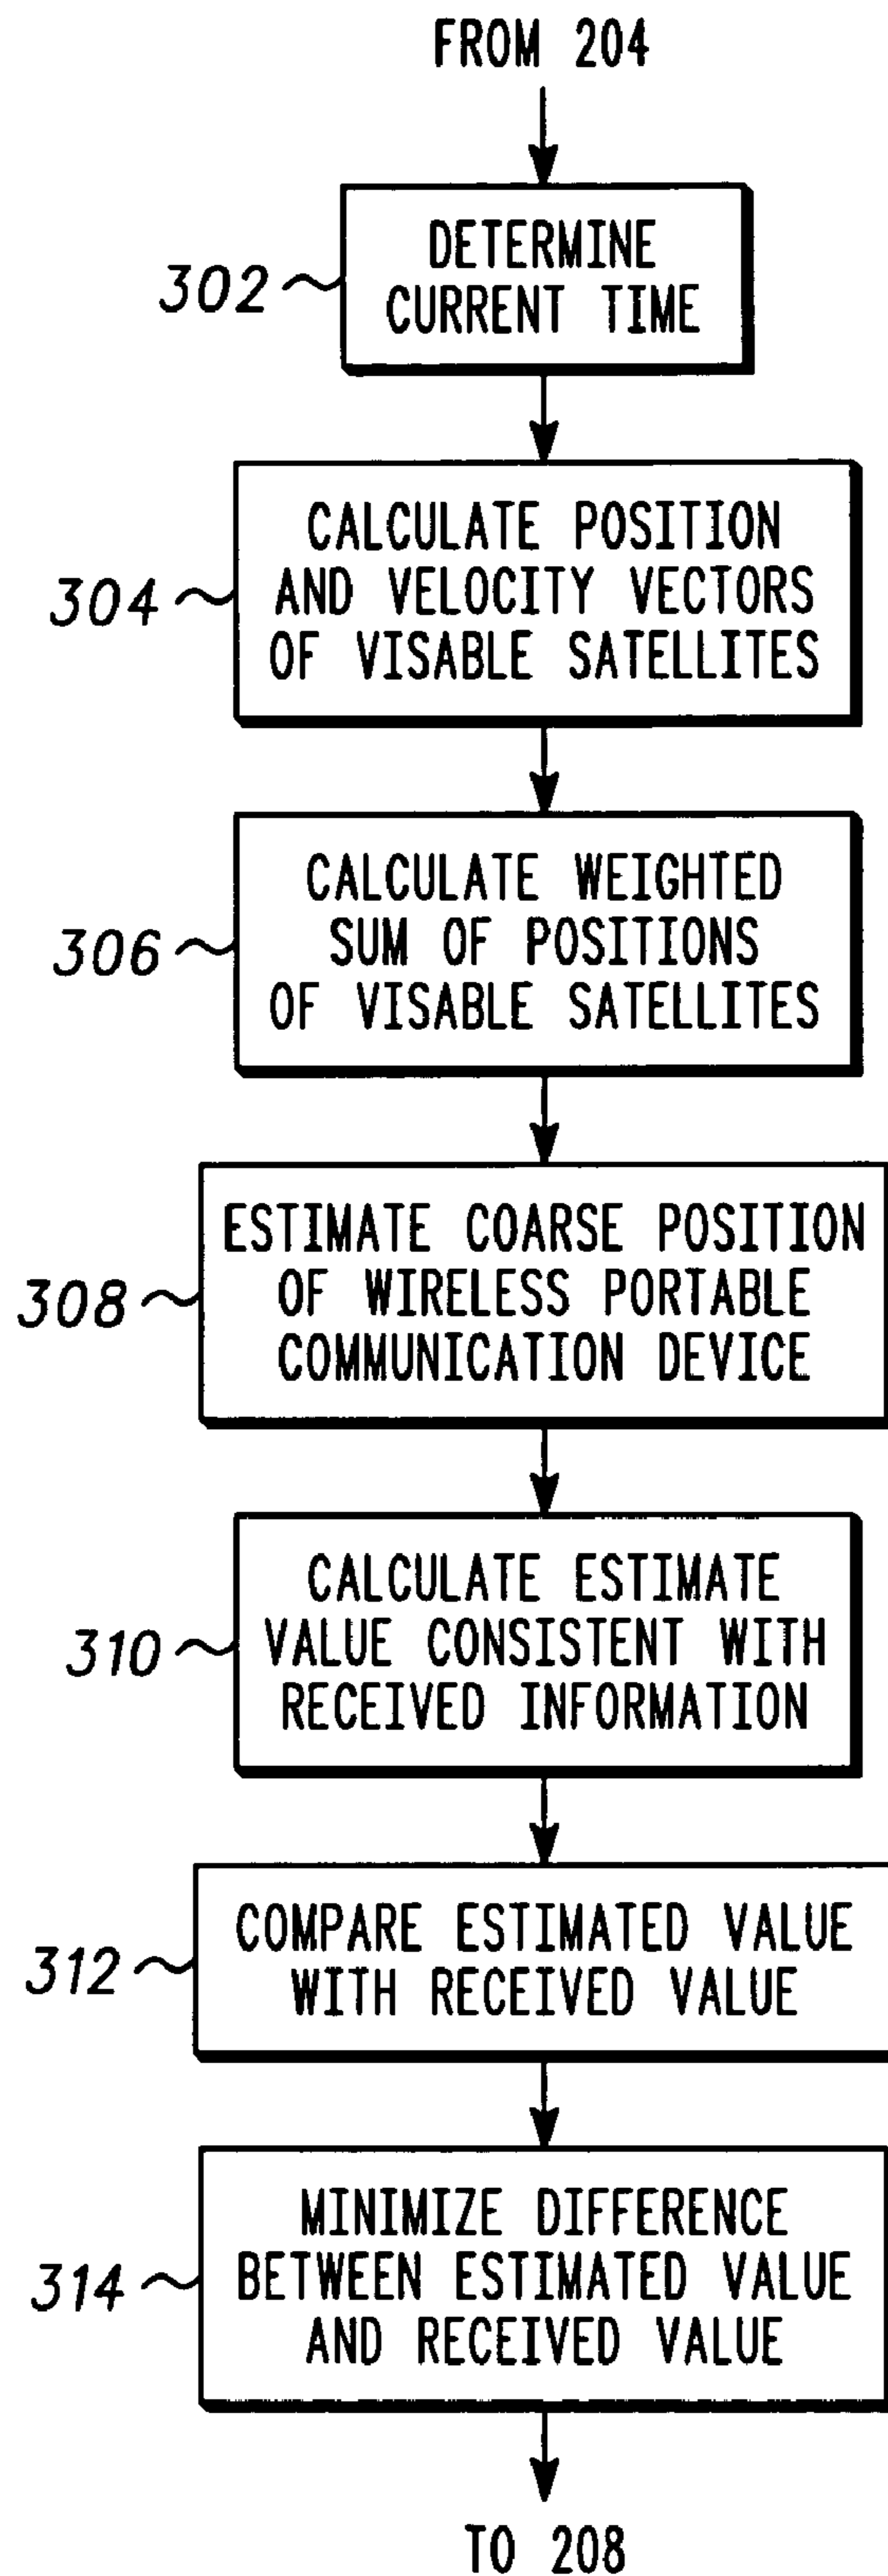 FROM 204
302
DETERMINE
CURRENT TIME
304
CALCULATE POSITION
AND VELOCITY VECTORS
OF VISABLE SATELLITES
306
CALCULATE WEIGHTED
SUM OF POSITIONS
OF VISABLE SATELLITES
308
ESTIMATE COARSE POSITION
OF WIRELESS PORTABLE
COMMUNICATION DEVICE
310
CALCULATE ESTIMATE
VALUE CONSISTENT WITH
RECEIVED INFORMATION
312
COMPARE ESTIMATED VALUE
WITH RECEIVED VALUE
314
MINIMIZE DIFFERENCE
BETWEEN ESTIMATED VALUE
AND RECEIVED VALUE
TO 208